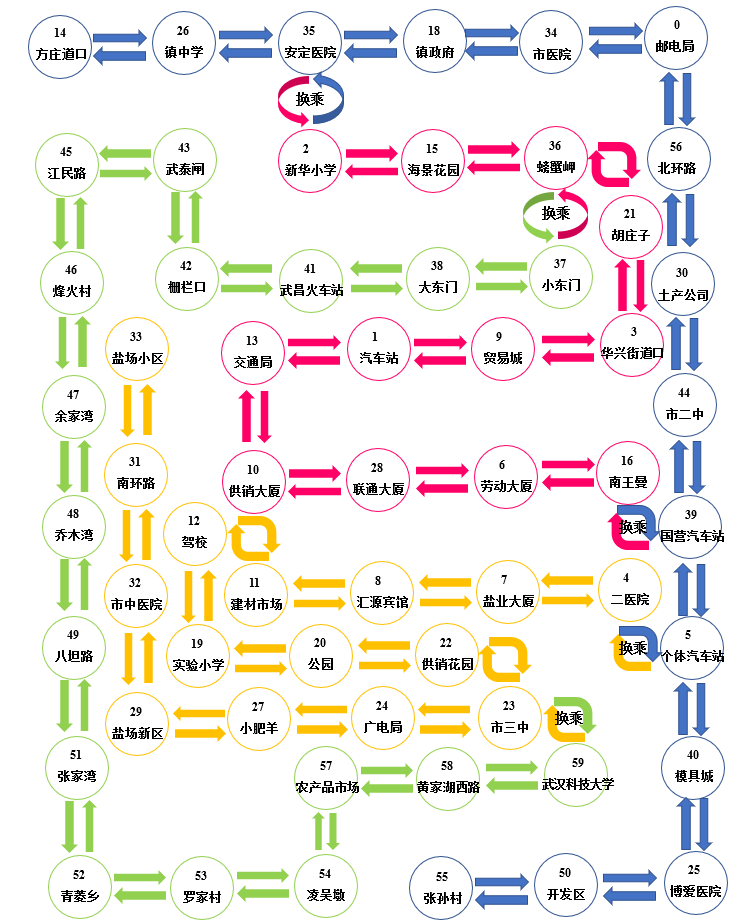 14
方庄道口
26
镇中学
35
安定医院
18
镇政府
34
市医院
0
邮电局
换乘
45
江民路
43
武泰闸
2
新华小学
15
海景花园
36
螃蟹岬
56
北环路
换乘
21
胡庄子
46
烽火村
42
栅栏口
41
武昌火车站
38
大东门
37
小东门
30
土产公司
33
盐场小区
13
交通局
1
汽车站
9
贸易城
3
华兴街道口
47
余家湾
44
市二中
31
南环路
10
供销大厦
28
联通大厦
6
劳动大厦
16
南王曼
48
乔木湾
12
驾校
换乘
39
国营汽车站
32
市中医院
11
建材市场
8
汇源宾馆
7
盐业大厦
4
二医院
49
八坦路
19
实验小学
20
公园
22
供销花园
换乘
5
个体汽车站
29
盐场新区
27
小肥羊
24
广电局
23
市三中
换乘
51
张家湾
57
农产品市场
58
黄家湖西路
59
武汉科技大学
40
模具城
52
青菱乡
53
罗家村
54
凌吴墩
55
张孙村
50
开发区
25
博爱医院